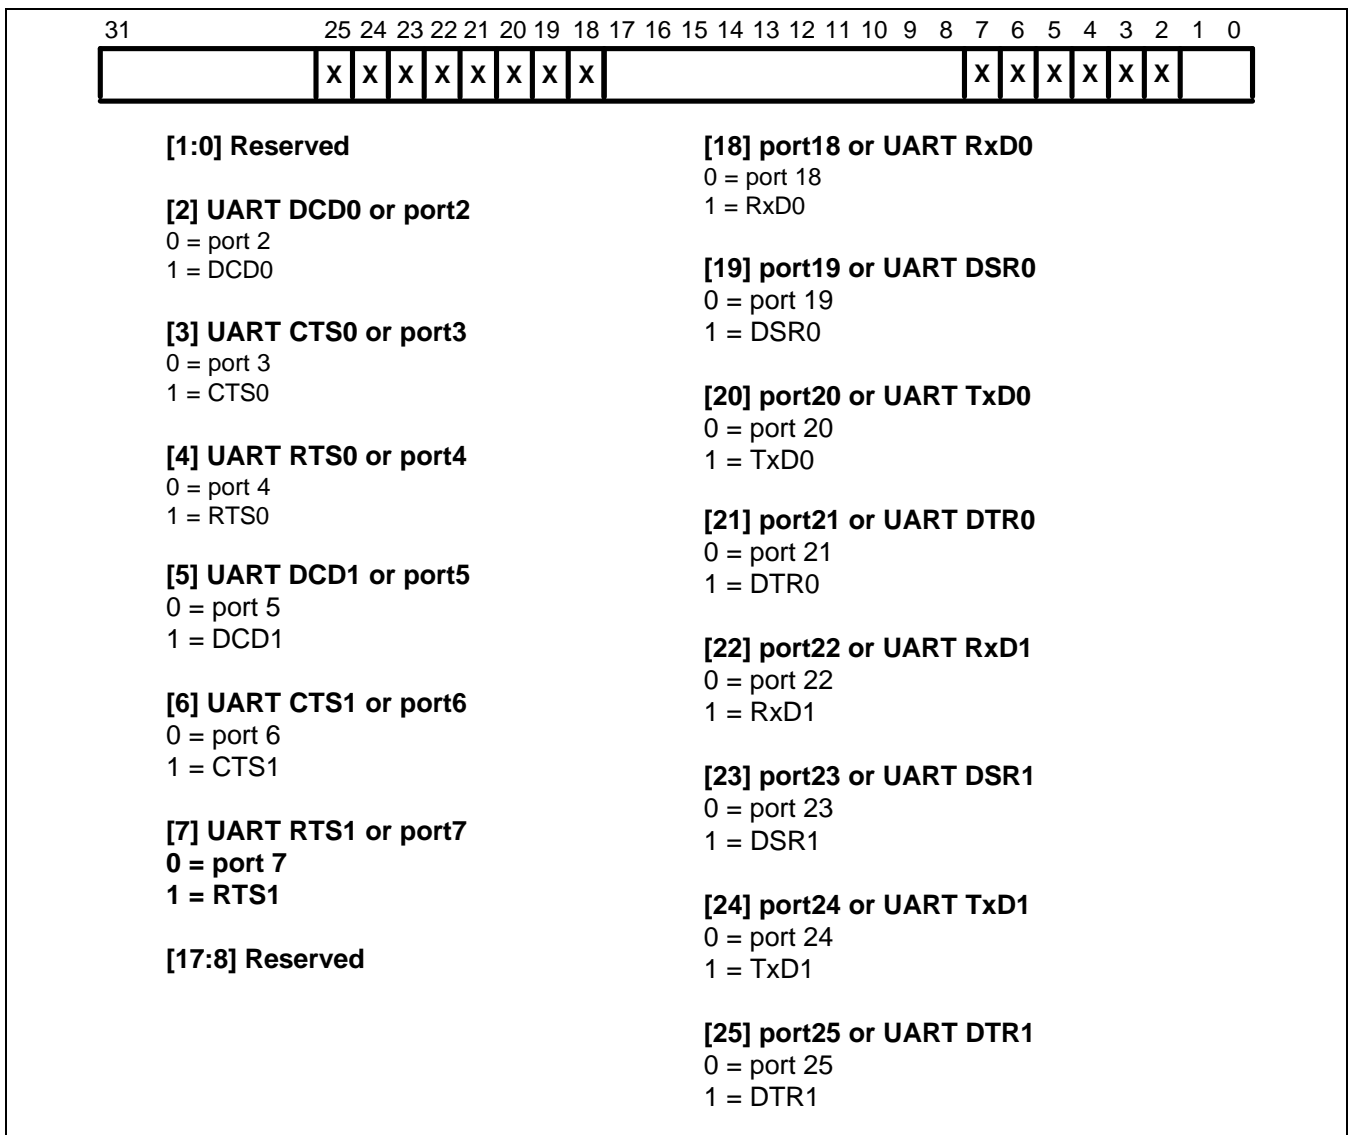 31 25 24 23 22 21 20 19 18 17 16 15 14 13 12 11 10 9 8 7 6 5 4 3 2 1 0
X X X X X X X X X X X X X X
[1:0] Reserved
[2] UART DCD0 or port2
0 = port 2
1 = DCD0
[3] UART CTS0 or port3
0 = port 3
1 = CTS0
[4] UART RTS0 or port4
0 = port 4
1 = RTS0
[5] UART DCD1 or port5
0 = port 5
1 = DCD1
[6] UART CTS1 or port6
0 = port 6
1 = CTS1
[7] UART RTS1 or port7
0 = port 7
1 = RTS1
[17:8] Reserved
[18] port18 or UART RxD0
0 = port 18
1 = RxD0
[19] port19 or UART DSR0
0 = port 19
1 = DSR0
[20] port20 or UART TxD0
0 = port 20
1 = TxD0
[21] port21 or UART DTR0
0 = port 21
1 = DTR0
[22] port22 or UART RxD1
0 = port 22
1 = RxD1
[23] port23 or UART DSR1
0 = port 23
1 = DSR1
[24] port24 or UART TxD1
0 = port 24
1 = TxD1
[25] port25 or UART DTR1
0 = port 25
1 = DTR1